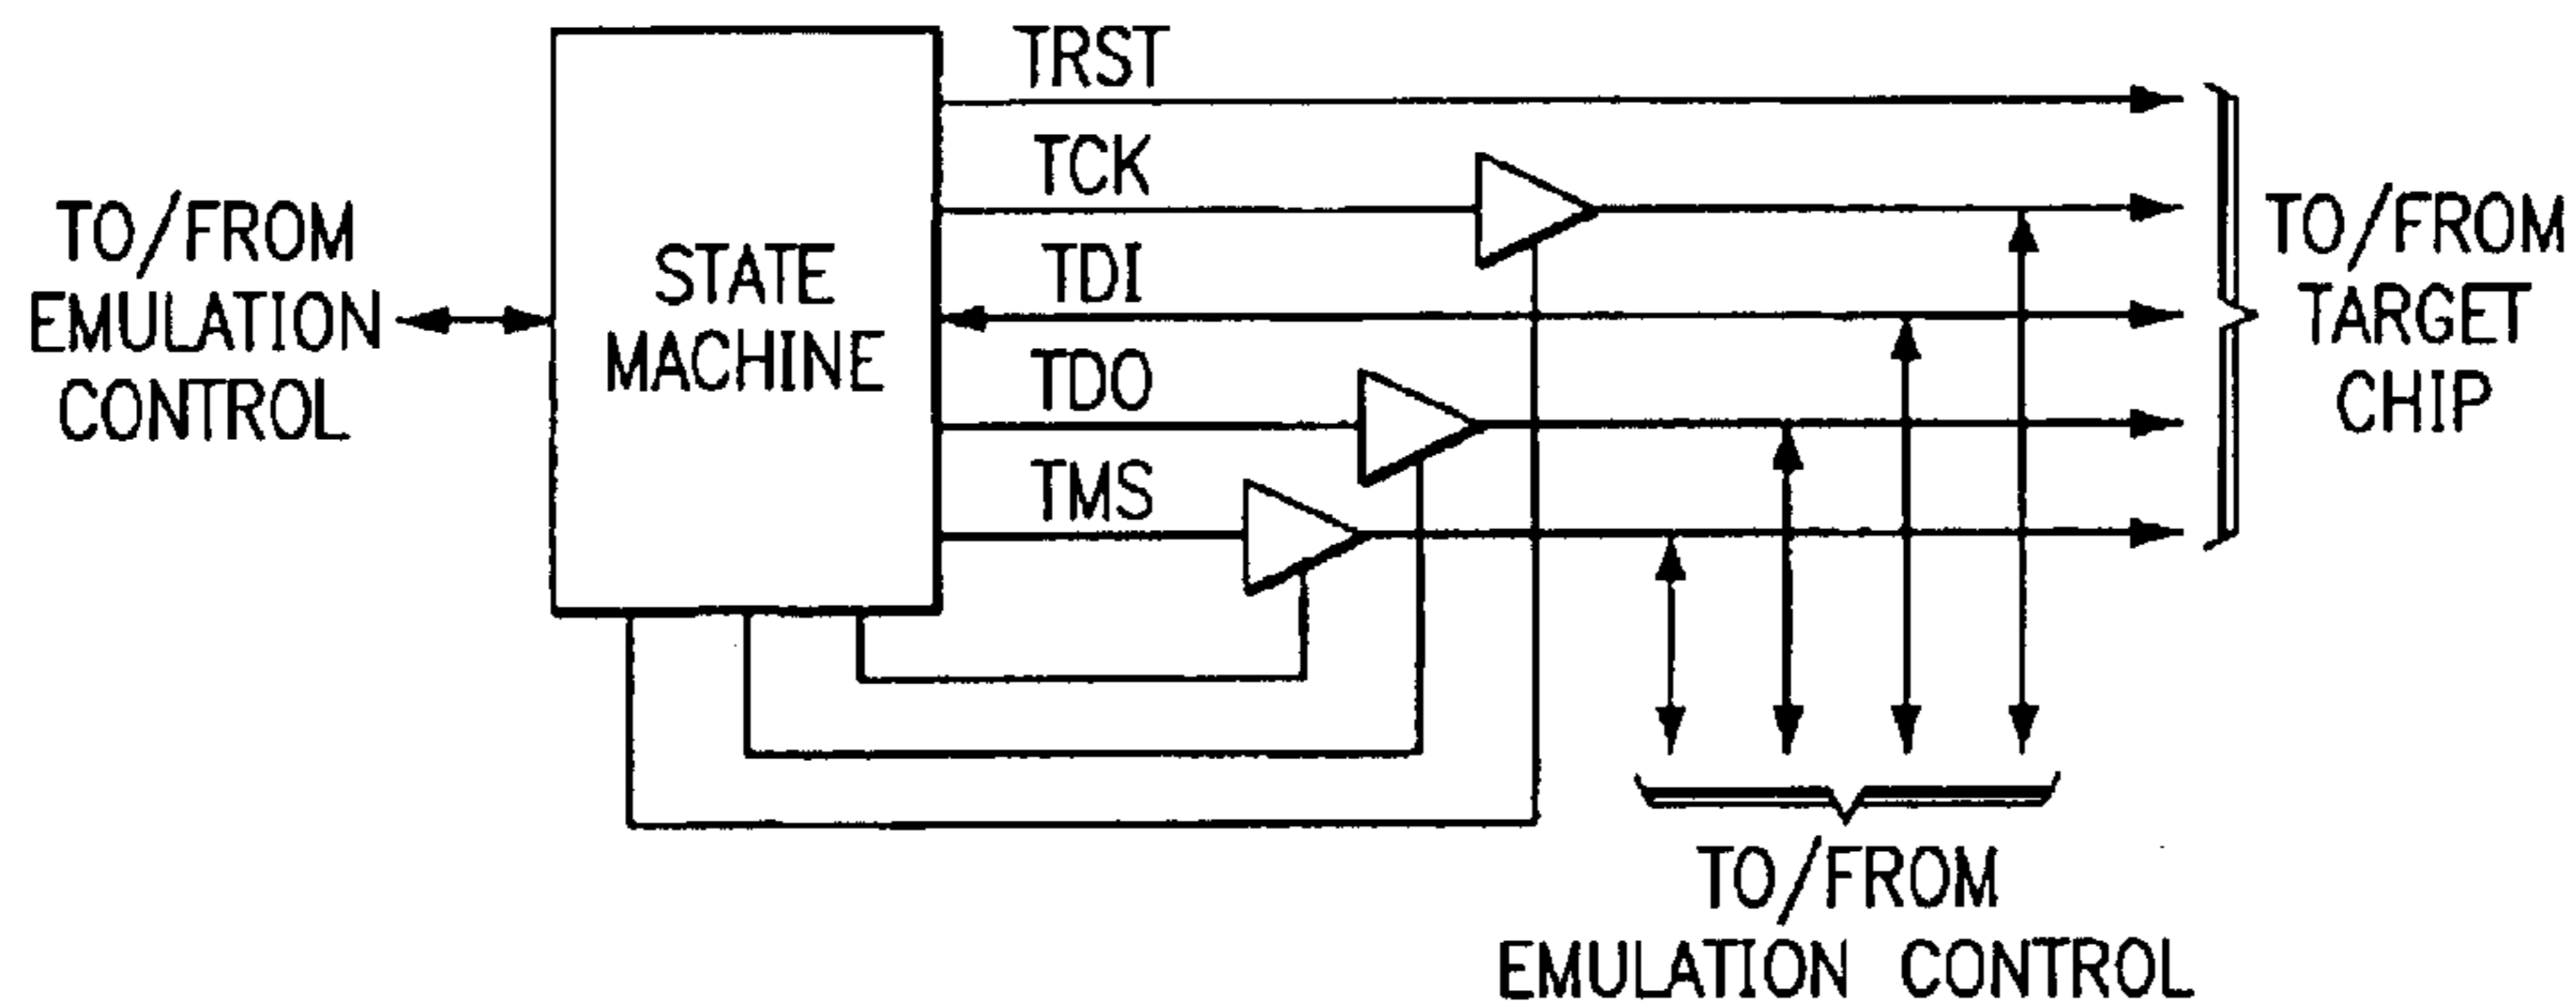 TRST
TCK
TDI
TDO
TMS
STATE
MACHINE
TO/FROM
EMULATION
CONTROL
TO/FROM
TARGET
CHIP
TO/FROM
EMULATION CONTROL